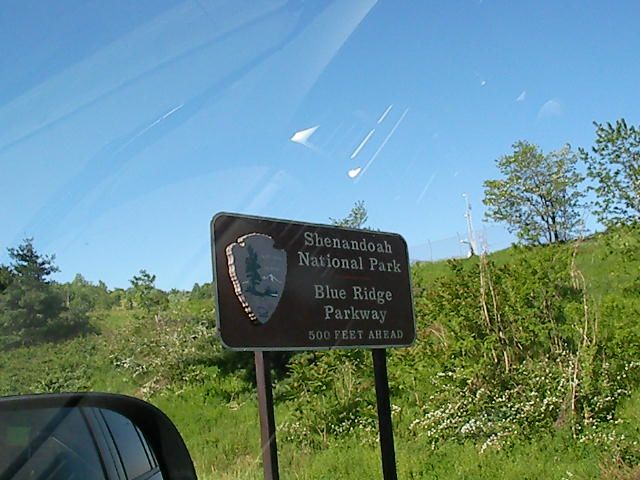 Shenandoah
National Park
Blue Ridge
Parkway
500 FEET AHEAD